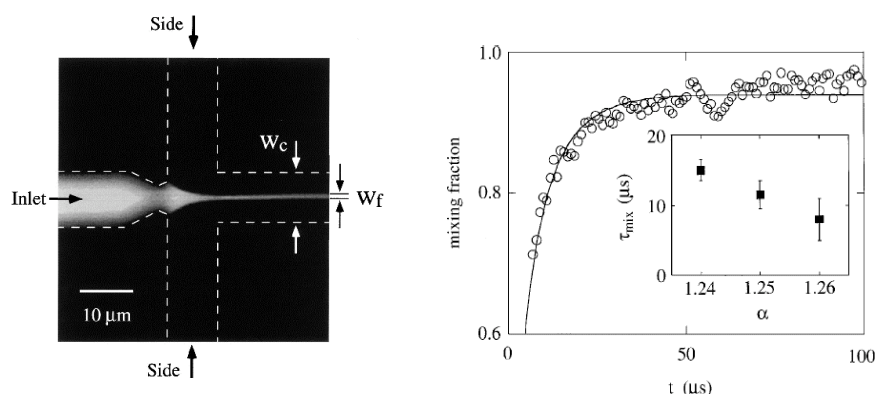 Side
Wc
Inlet
Wf
10 μm
Side
1.0
0.8
0.6
mixing fraction
0
50
100
t (μs)
20
10
0
τmix (μs)
1.24
1.25
1.26
α